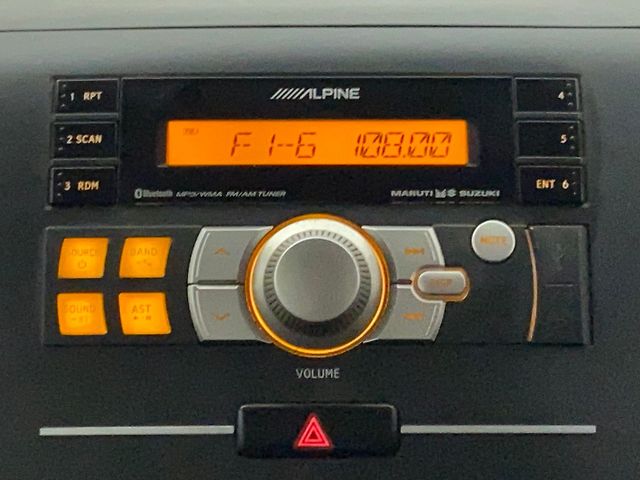 ALPINE
1 RPT
4
F1-6 108.00
2 SCAN
5
3 RDM
ENT 6
Bluetooth MP3/WMA FM/AM TUNER
MARUTI SUZUKI
SOURCE
BAND
MUTE
DISP
SOUND
AST
VOLUME